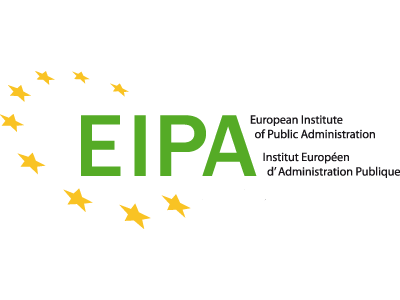 EIPA
European Institute
of Public Administration
Institut Européen
d' Administration Publique